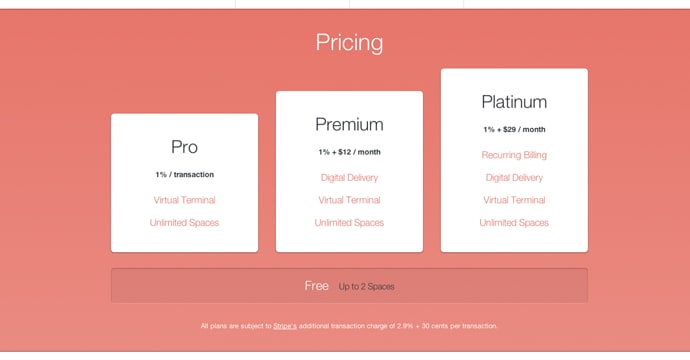 Pricing
Pro
1% / transaction
Virtual Terminal
Unlimited Spaces
Premium
1% + $12 / month
Digital Delivery
Virtual Terminal
Unlimited Spaces
Platinum
1% + $29 / month
Recurring Billing
Digital Delivery
Virtual Terminal
Unlimited Spaces
Free Up to 2 Spaces
All plans are subject to Stripe's additional transaction charge of 2.9% + 30 cents per transaction.